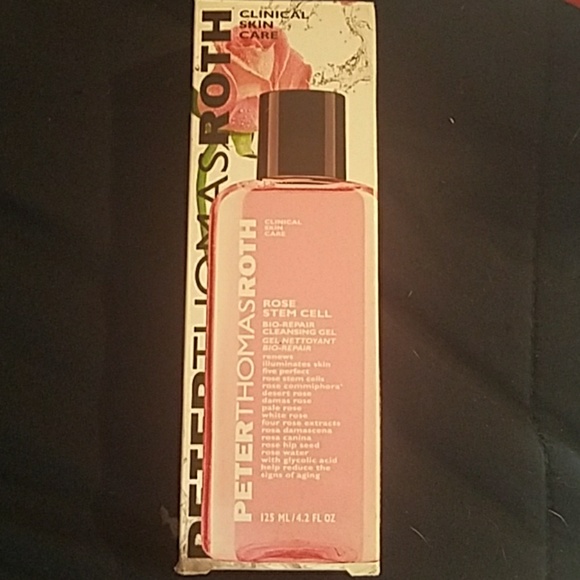 PETERTHOMASROTH
CLINICAL
SKIN
CARE
PETERTHOMASROTH
CLINICAL
SKIN
CARE
ROSE
STEM CELL
BIO-REPAIR
CLEANSING GEL
GEL NETTOYANT
BIO-REPAIR
renews
illuminates skin
five perfect
rose stem cells
rose commiphora*
desert rose
damas rose
pale rose
white rose
four rose extracts
rosa damascena
rosa canina
rose hip seed
rose water
with glycolic acid
help reduce the
signs of aging
125 ML/4.2 FL OZ